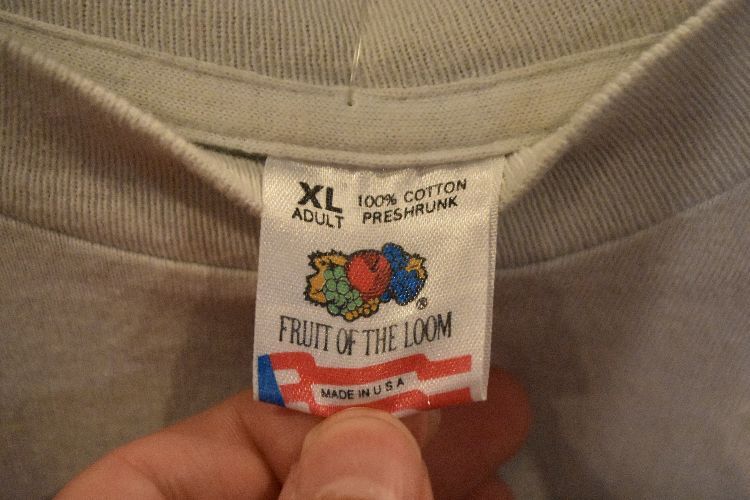 XL 100% COTTON
ADULT PRESHRUNK
®
FRUIT OF THE LOOM
MADE IN U S A